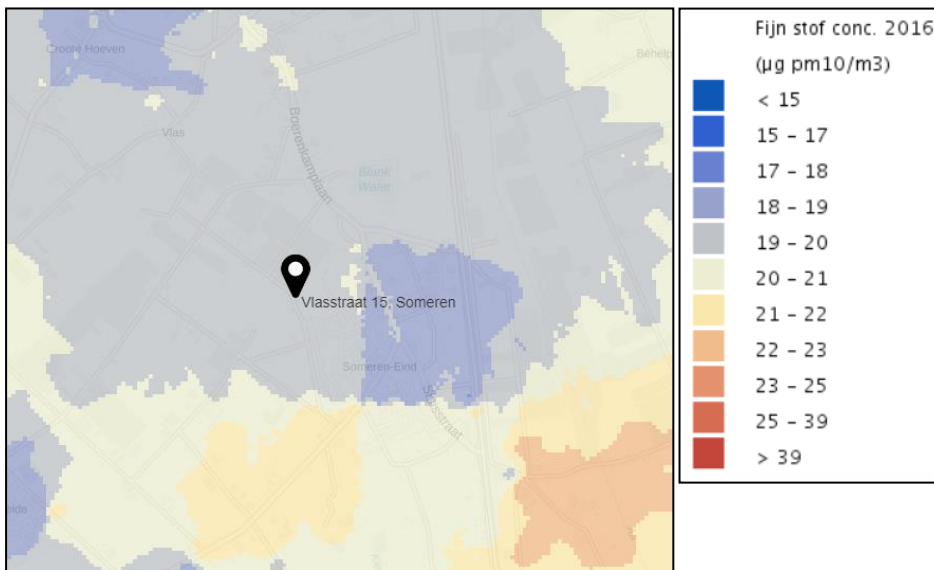 Groote Hoeven
Behelp
Vlas
Boerenkamplaan
Blank
Water
Vlasstraat 15, Someren
Someren-Eind
Fijn stof conc. 2016
(µg pm10/m3)
< 15
15 – 17
17 – 18
18 – 19
19 – 20
20 – 21
21 – 22
22 – 23
23 – 25
25 – 39
> 39